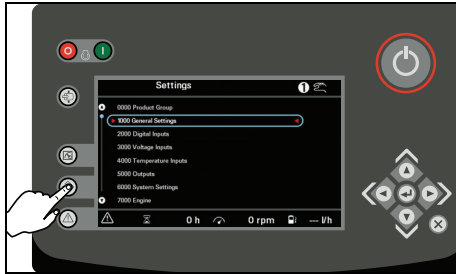 O I
Settings 1
0000 Product Group
1000 General Settings
2000 Digital Inputs
3000 Voltage Inputs
4000 Temperature Inputs
5000 Outputs
6000 System Settings
7000 Engine
0 h 0 rpm --- l/h